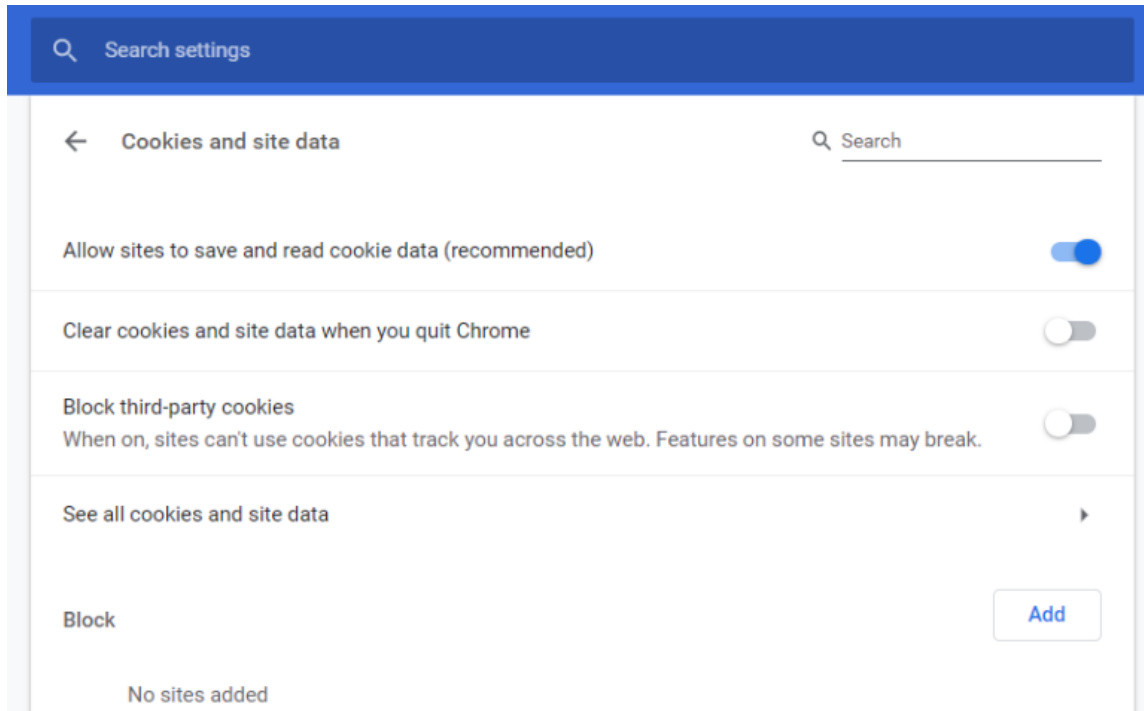 Search settings
Cookies and site data
Search
Allow sites to save and read cookie data (recommended)
Clear cookies and site data when you quit Chrome
Block third-party cookies
When on, sites can't use cookies that track you across the web. Features on some sites may break.
See all cookies and site data
Block
Add
No sites added